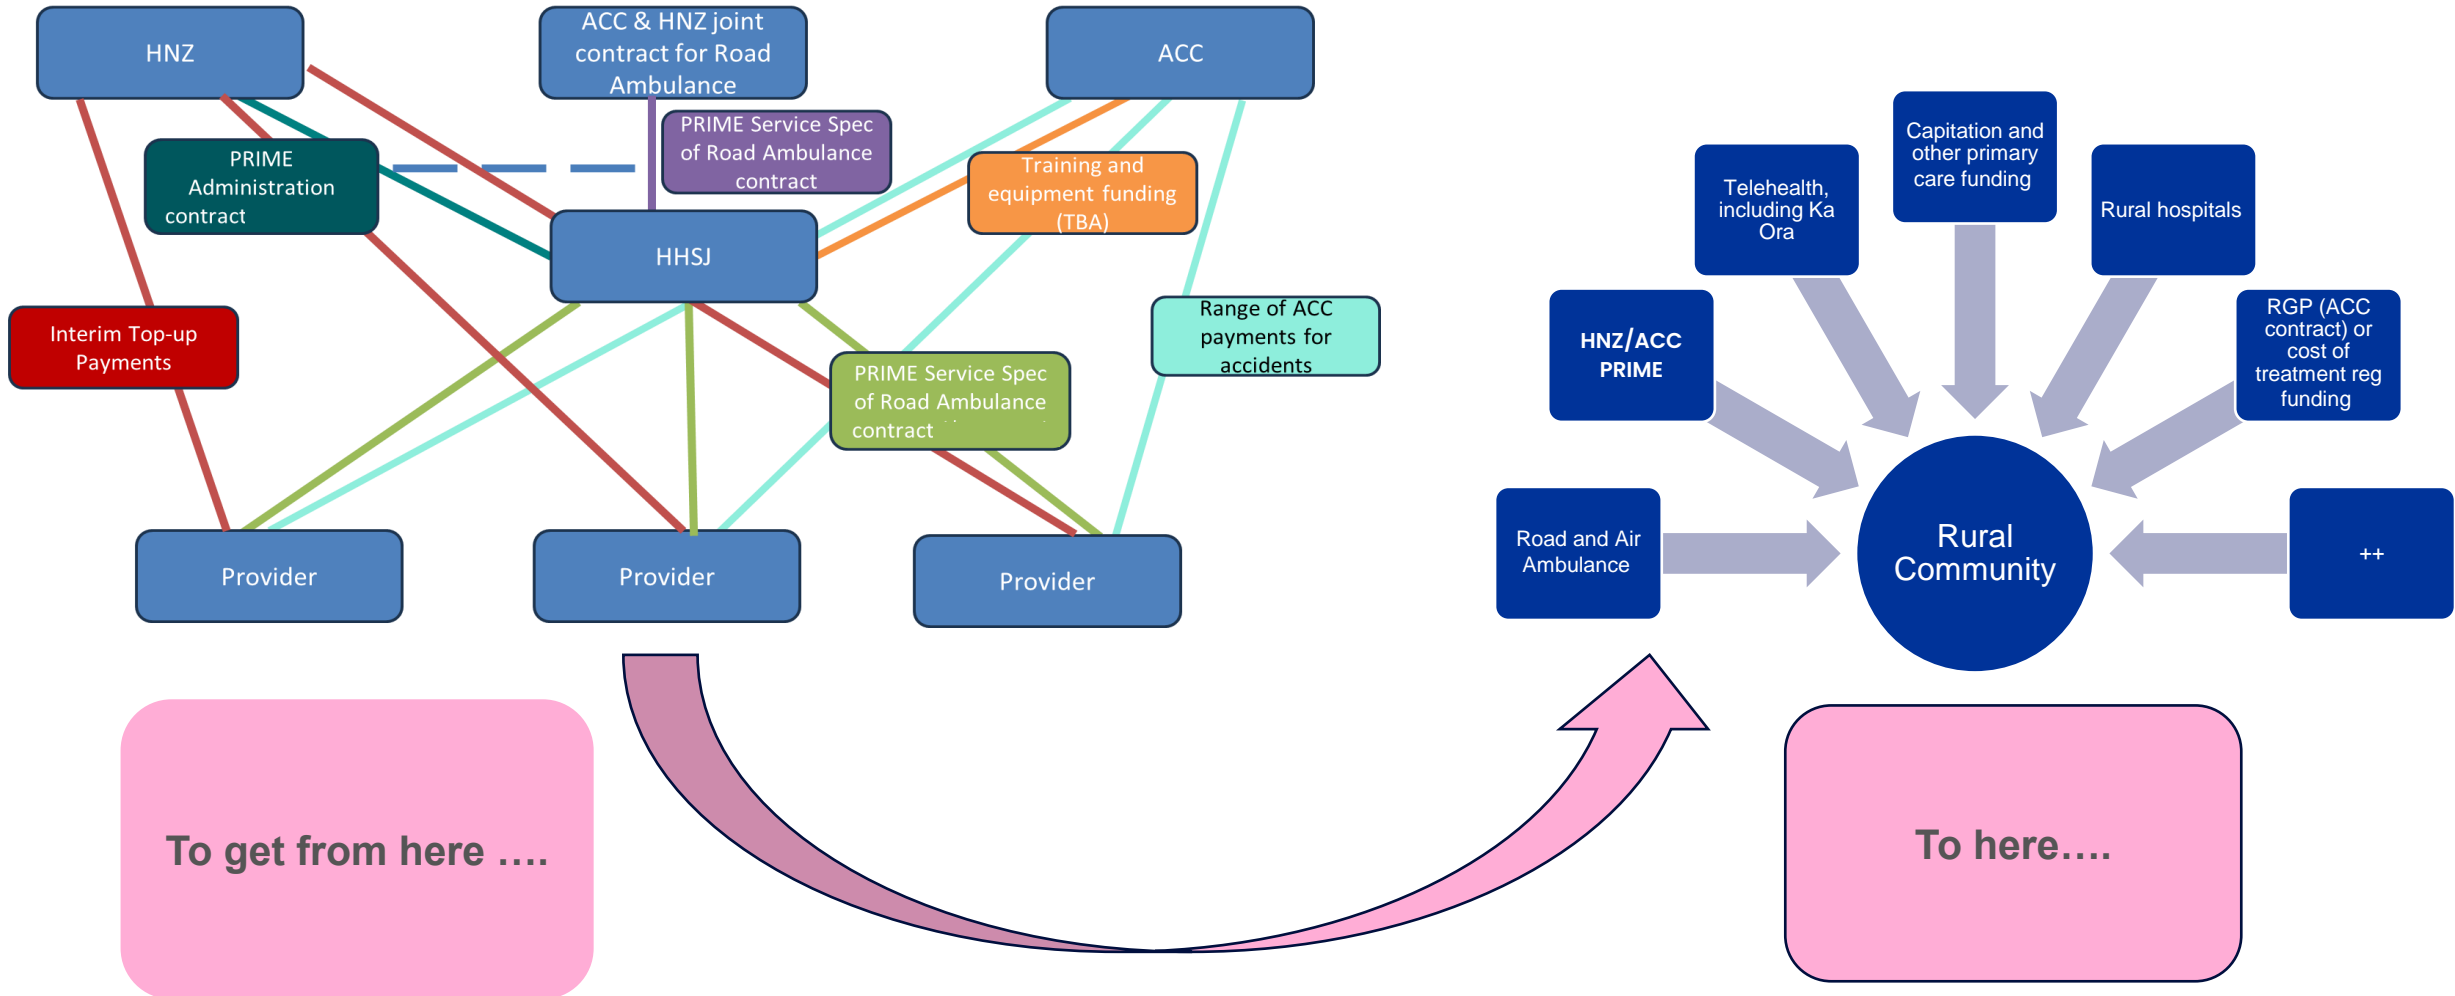 HNZ
ACC & HNZ joint
contract for Road
Ambulance
ACC
PRIME Service Spec
of Road Ambulance
contract
PRIME
Administration
contract
Training and
equipment funding
(TBA)
HHSJ
Interim Top-up
Payments
Range of ACC
payments for
accidents
PRIME Service Spec
of Road Ambulance
contract
Provider
Provider
Provider
Capitation and
other primary
care funding
Telehealth,
including Ka
Ora
Rural hospitals
HNZ/ACC
PRIME
RGP (ACC
contract) or
cost of
treatment reg
funding
Road and Air
Ambulance
Rural
Community
++
To get from here ....
To here....